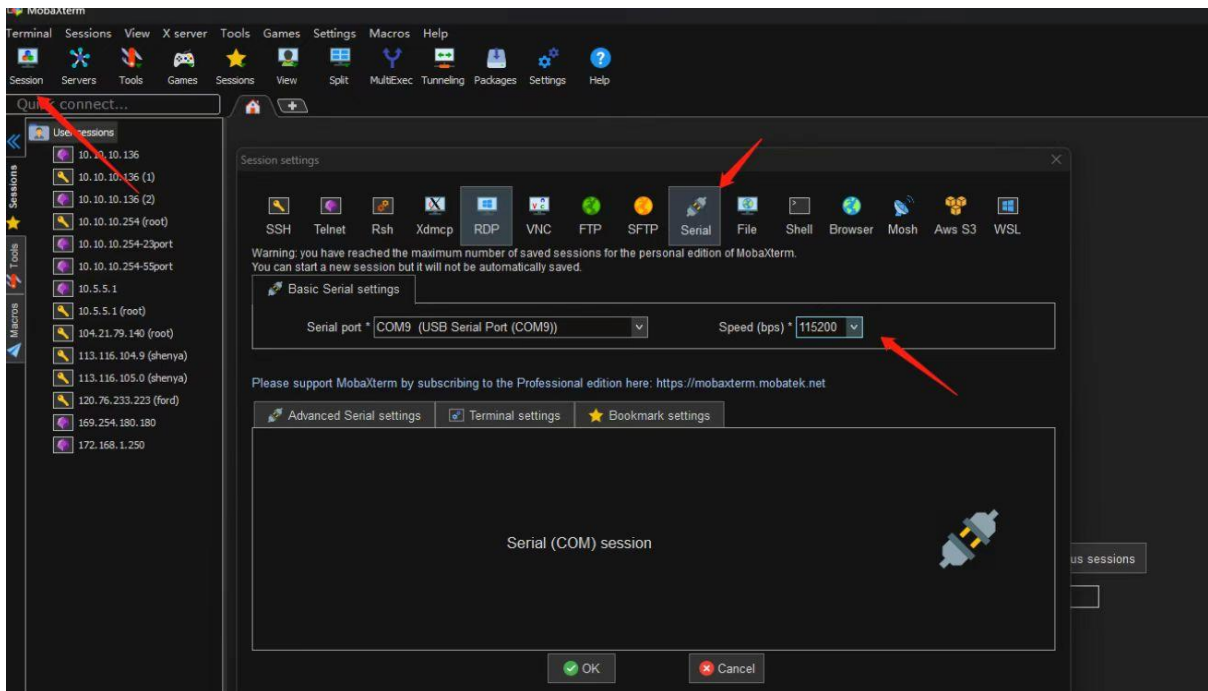 MobaXterm
Terminal Sessions View X server Tools Games Settings Macros Help
Session Servers Tools Games Sessions View Split MultiExec Tunneling Packages Settings Help
Quick connect...
User sessions
10.10.10.136
10.10.10.136 (1)
10.10.10.136 (2)
10.10.10.254 (root)
10.10.10.254-23port
10.10.10.254-55port
10.5.5.1
10.5.5.1 (root)
104.21.79.140 (root)
113.116.104.9 (shenya)
113.116.105.0 (shenya)
120.76.233.223 (ford)
169.254.180.180
172.168.1.250
Sessions
Tools
Macros
Session settings
SSH Telnet Rsh Xdmcp RDP VNC FTP SFTP Serial File Shell Browser Mosh Aws S3 WSL
Warning: you have reached the maximum number of saved sessions for the personal edition of MobaXterm.
You can start a new session but it will not be automatically saved.
Basic Serial settings
Serial port * COM9 (USB Serial Port (COM9)) Speed (bps) * 115200
Please support MobaXterm by subscribing to the Professional edition here: https://mobaxterm.mobatek.net
Advanced Serial settings Terminal settings Bookmark settings
Serial (COM) session
us sessions
OK Cancel